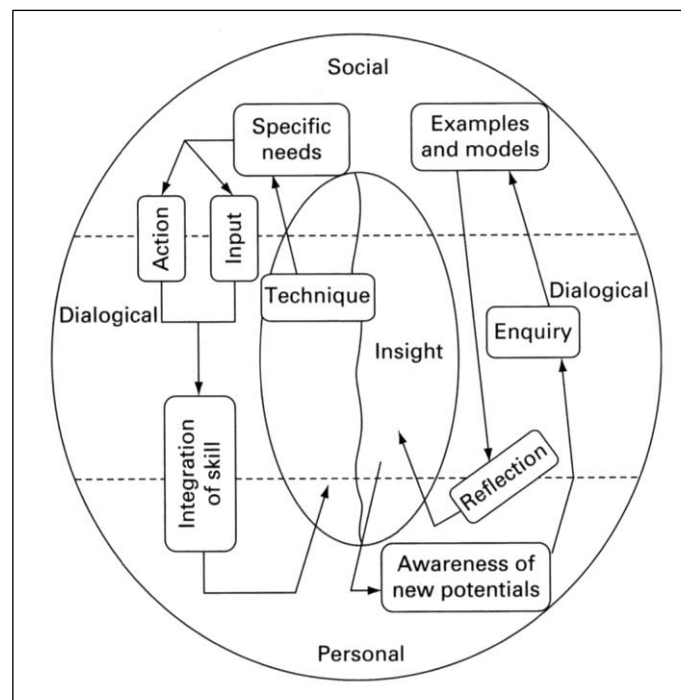 Social
Specific
needs
Examples
and models
Action
Input
Technique
Dialogical
Dialogical
Enquiry
Insight
Integration
of skill
Reflection
Awareness of
new potentials
Personal